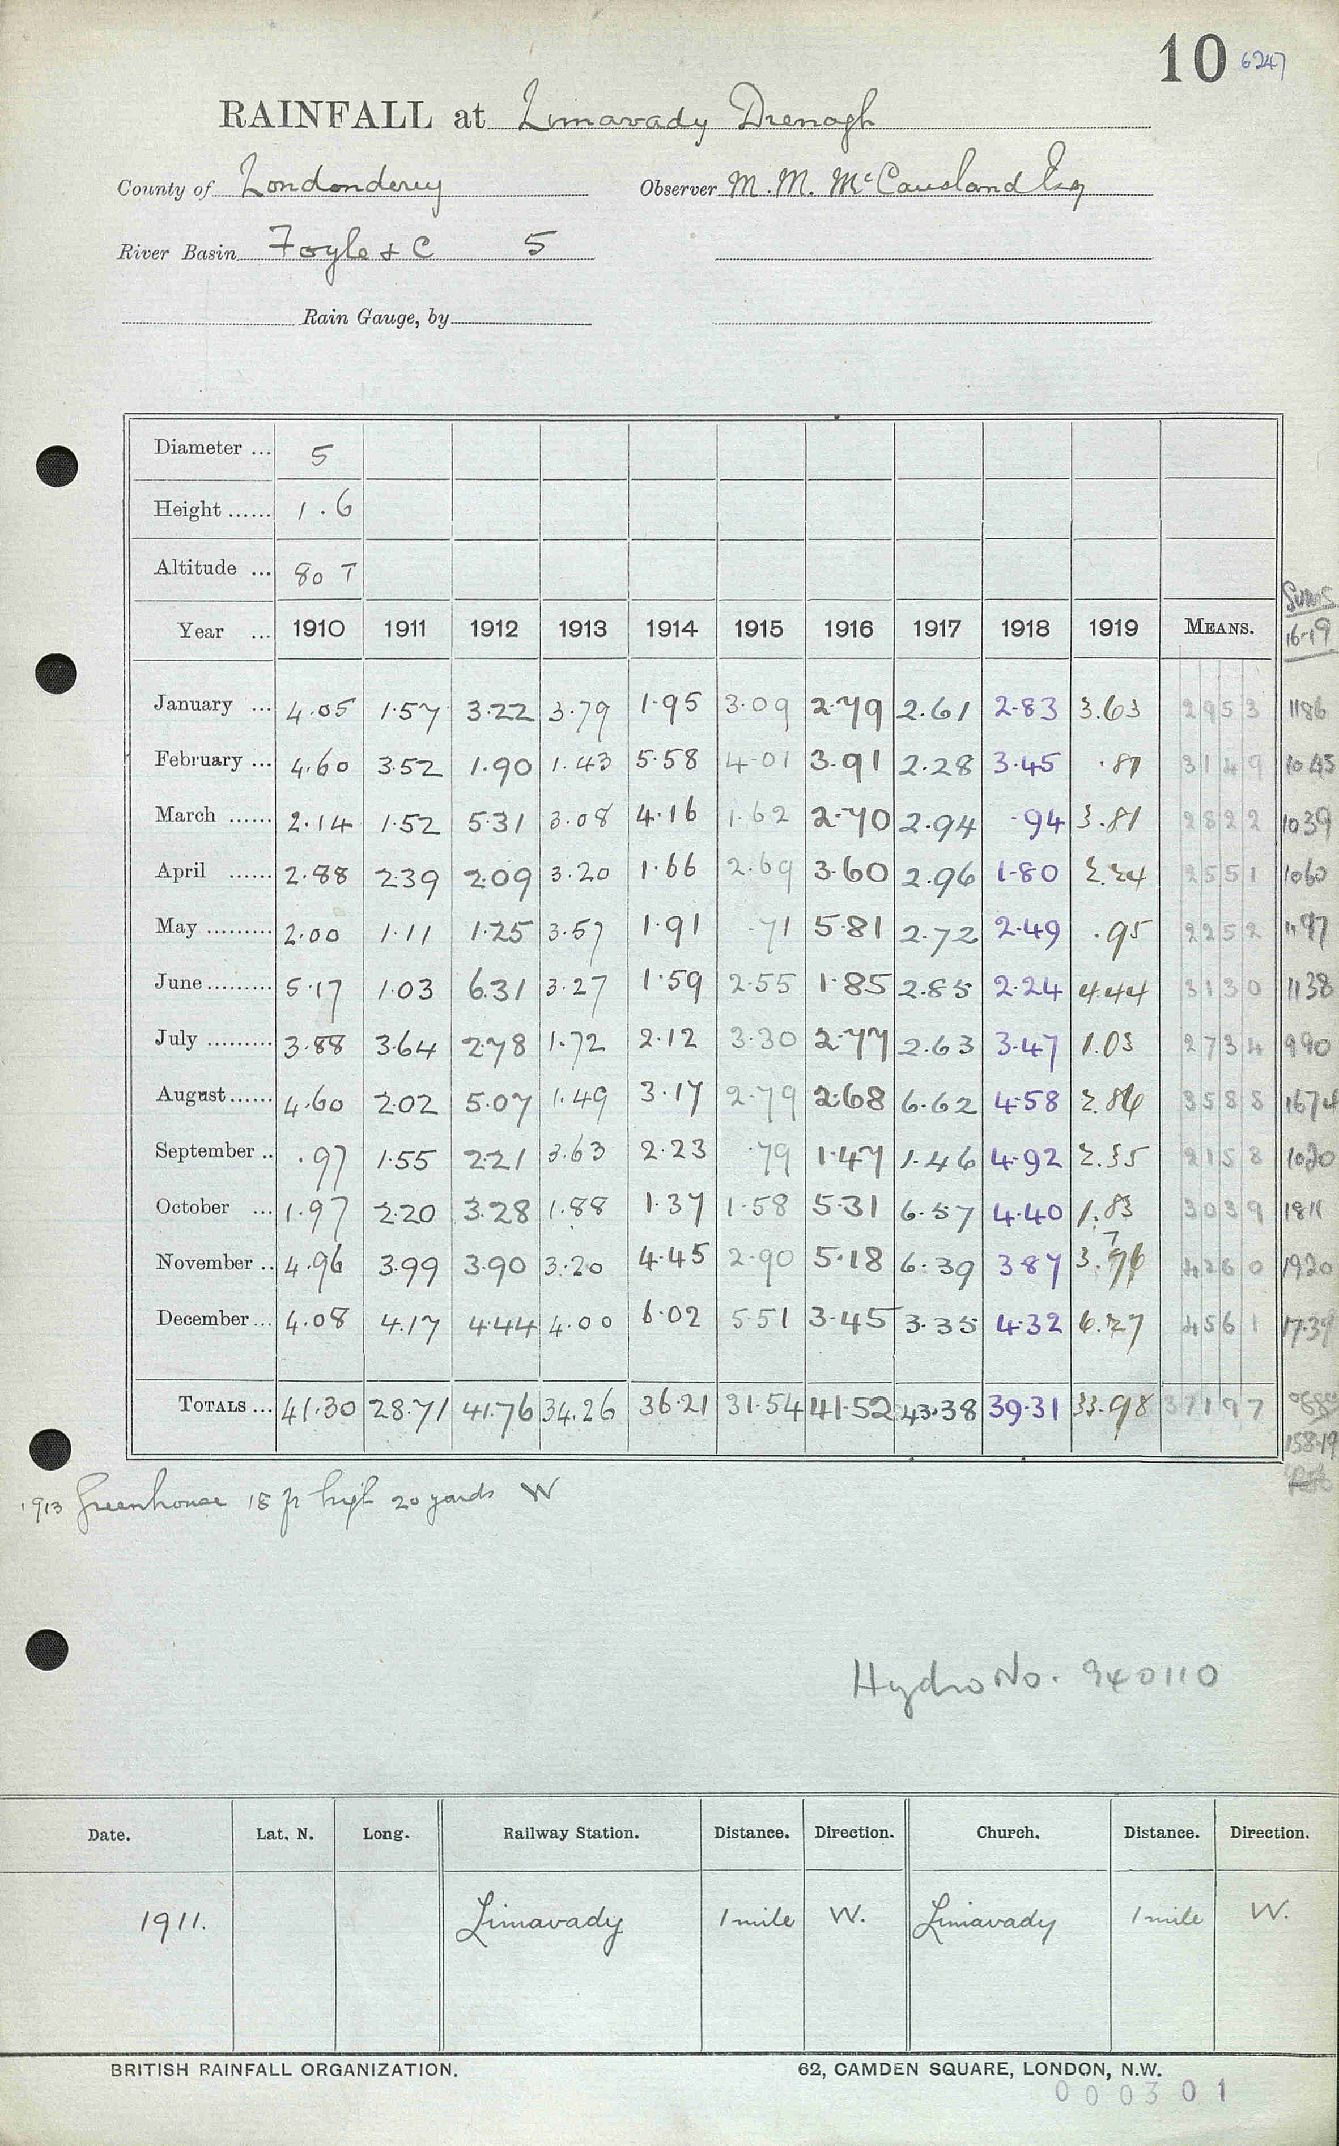 10 6247
RAINFALL at Limavady Drenagh
County of Londonderry Observer M. M. McCausland Esq
River Basin Foyle & C 5
Rain Gauge, by
Diameter ... 5
Height ...... 1.6
Altitude ... 80 T
Sums
Year ... 1910 1911 1912 1913 1914 1915 1916 1917 1918 1919 MEANS. 16-19
January ... 4.05 1.57 3.22 3.79 1.95 3.09 2.79 2.61 2.83 3.63 2953 1186
February ... 4.60 3.52 1.90 1.43 5.58 4.01 3.91 2.28 3.45 .81 3149 1045
March ...... 2.14 1.52 5.31 3.08 4.16 1.62 2.70 2.94 .94 3.81 2822 1039
April ...... 2.88 2.39 2.09 3.20 1.66 2.69 3.60 2.96 1.80 2.24 2551 1060
May ......... 2.00 1.11 1.25 3.57 1.91 .71 5.81 2.72 2.49 .95 2252 1197
June ......... 5.17 1.03 6.31 3.27 1.59 2.55 1.85 2.85 2.24 4.44 3130 1138
July ......... 3.88 3.64 2.78 1.72 2.12 3.30 2.77 2.63 3.47 1.03 2734 990
August ...... 4.60 2.02 5.07 1.49 3.17 2.79 2.68 6.62 4.58 2.86 3588 1674
September .. .97 1.55 2.21 3.63 2.23 .79 1.47 1.46 4.92 2.35 2158 1020
October ... 1.97 2.20 3.28 1.88 1.37 1.58 5.31 6.57 4.40 1.83 3039 1811
November .. 4.96 3.99 3.90 3.20 4.45 2.90 5.18 6.39 3.87 3.76 4260 1920
December ... 4.08 4.17 4.44 4.00 6.02 5.51 3.45 3.35 4.32 6.27 4561 1739
TOTALS ... 41.30 28.71 41.76 34.26 36.21 31.54 41.52 43.38 39.31 33.98 37197
15819
1913 Greenhouse 15 ft high 20 yards W
Hydro No. 940110
Date. Lat. N. Long. Railway Station. Distance. Direction. Church. Distance. Direction.
1911. Limavady 1 mile W. Limavady 1 mile W.
BRITISH RAINFALL ORGANIZATION. 62, CAMDEN SQUARE, LONDON, N.W.
000301